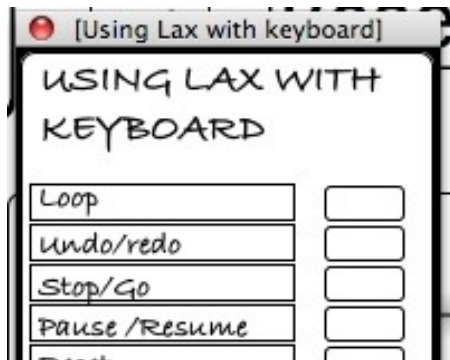 [Using Lax with keyboard]
USING LAX WITH
KEYBOARD
Loop
Undo/redo
Stop/Go
Pause /Resume